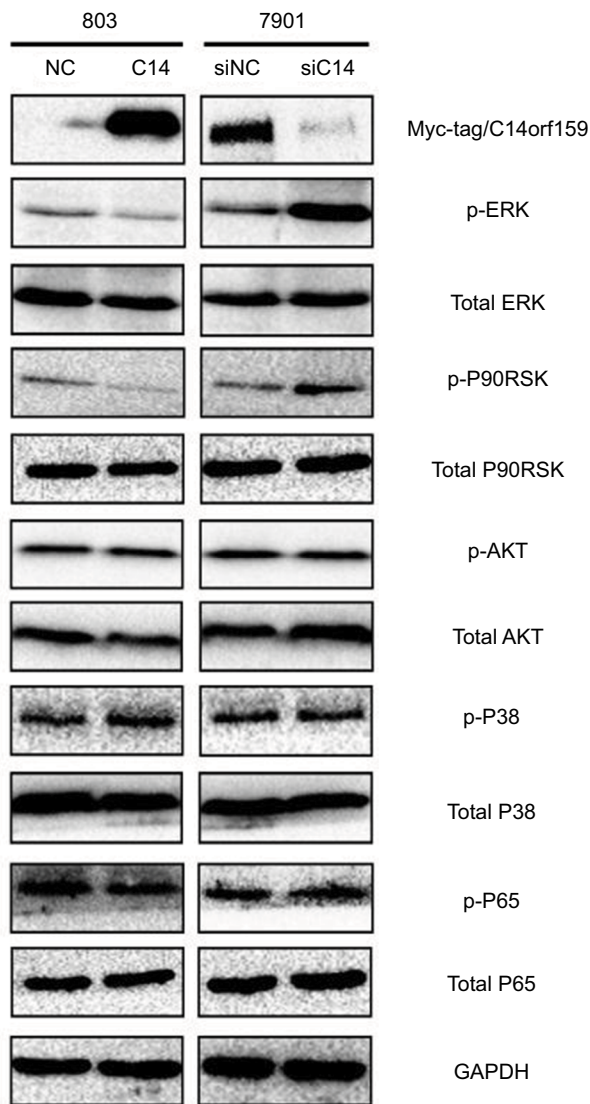 803 7901
NC C14 siNC siC14
Myc-tag/C14orf159
p-ERK
Total ERK
p-P90RSK
Total P90RSK
p-AKT
Total AKT
p-P38
Total P38
p-P65
Total P65
GAPDH